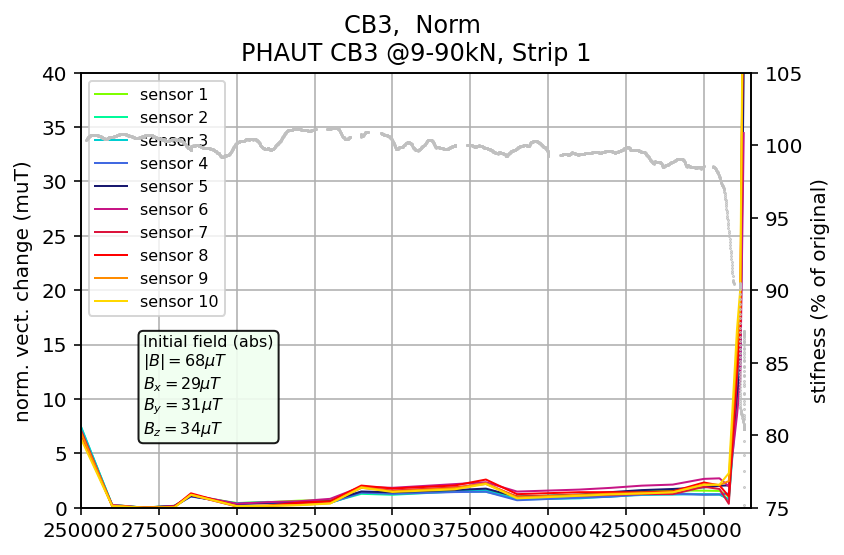 CB3,  Norm
PHAUT CB3 @9-90kN, Strip 1
40
35
30
25
20
15
10
5
0
norm. vect. change (muT)
sensor 1
sensor 2
sensor 3
sensor 4
sensor 5
sensor 6
sensor 7
sensor 8
sensor 9
sensor 10
Initial field (abs)
|B| = 68μT
Bx = 29μT
By = 31μT
Bz = 34μT
105
100
95
90
85
80
75
stifness (% of original)
250000 275000 300000 325000 350000 375000 400000 425000 450000